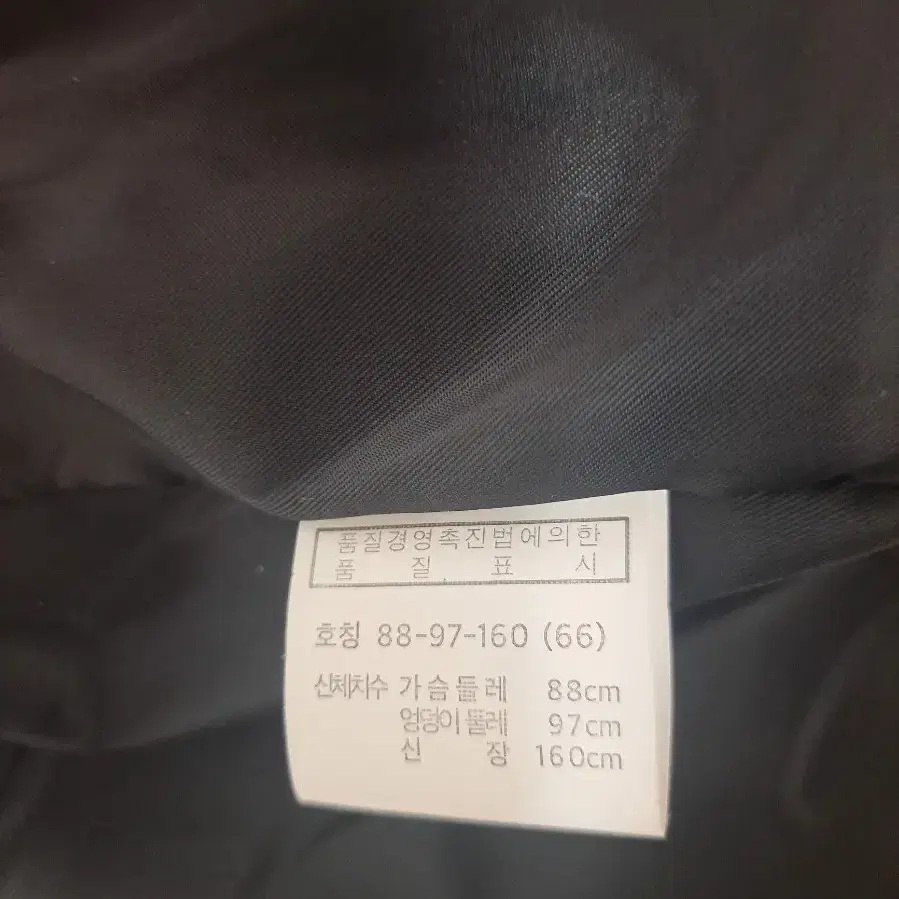 품질경영촉진법에의한
품 질 표 시
호칭 88-97-160 (66)
신체치수 가슴둘레 88cm
엉덩이둘레 97cm
신 장 160cm